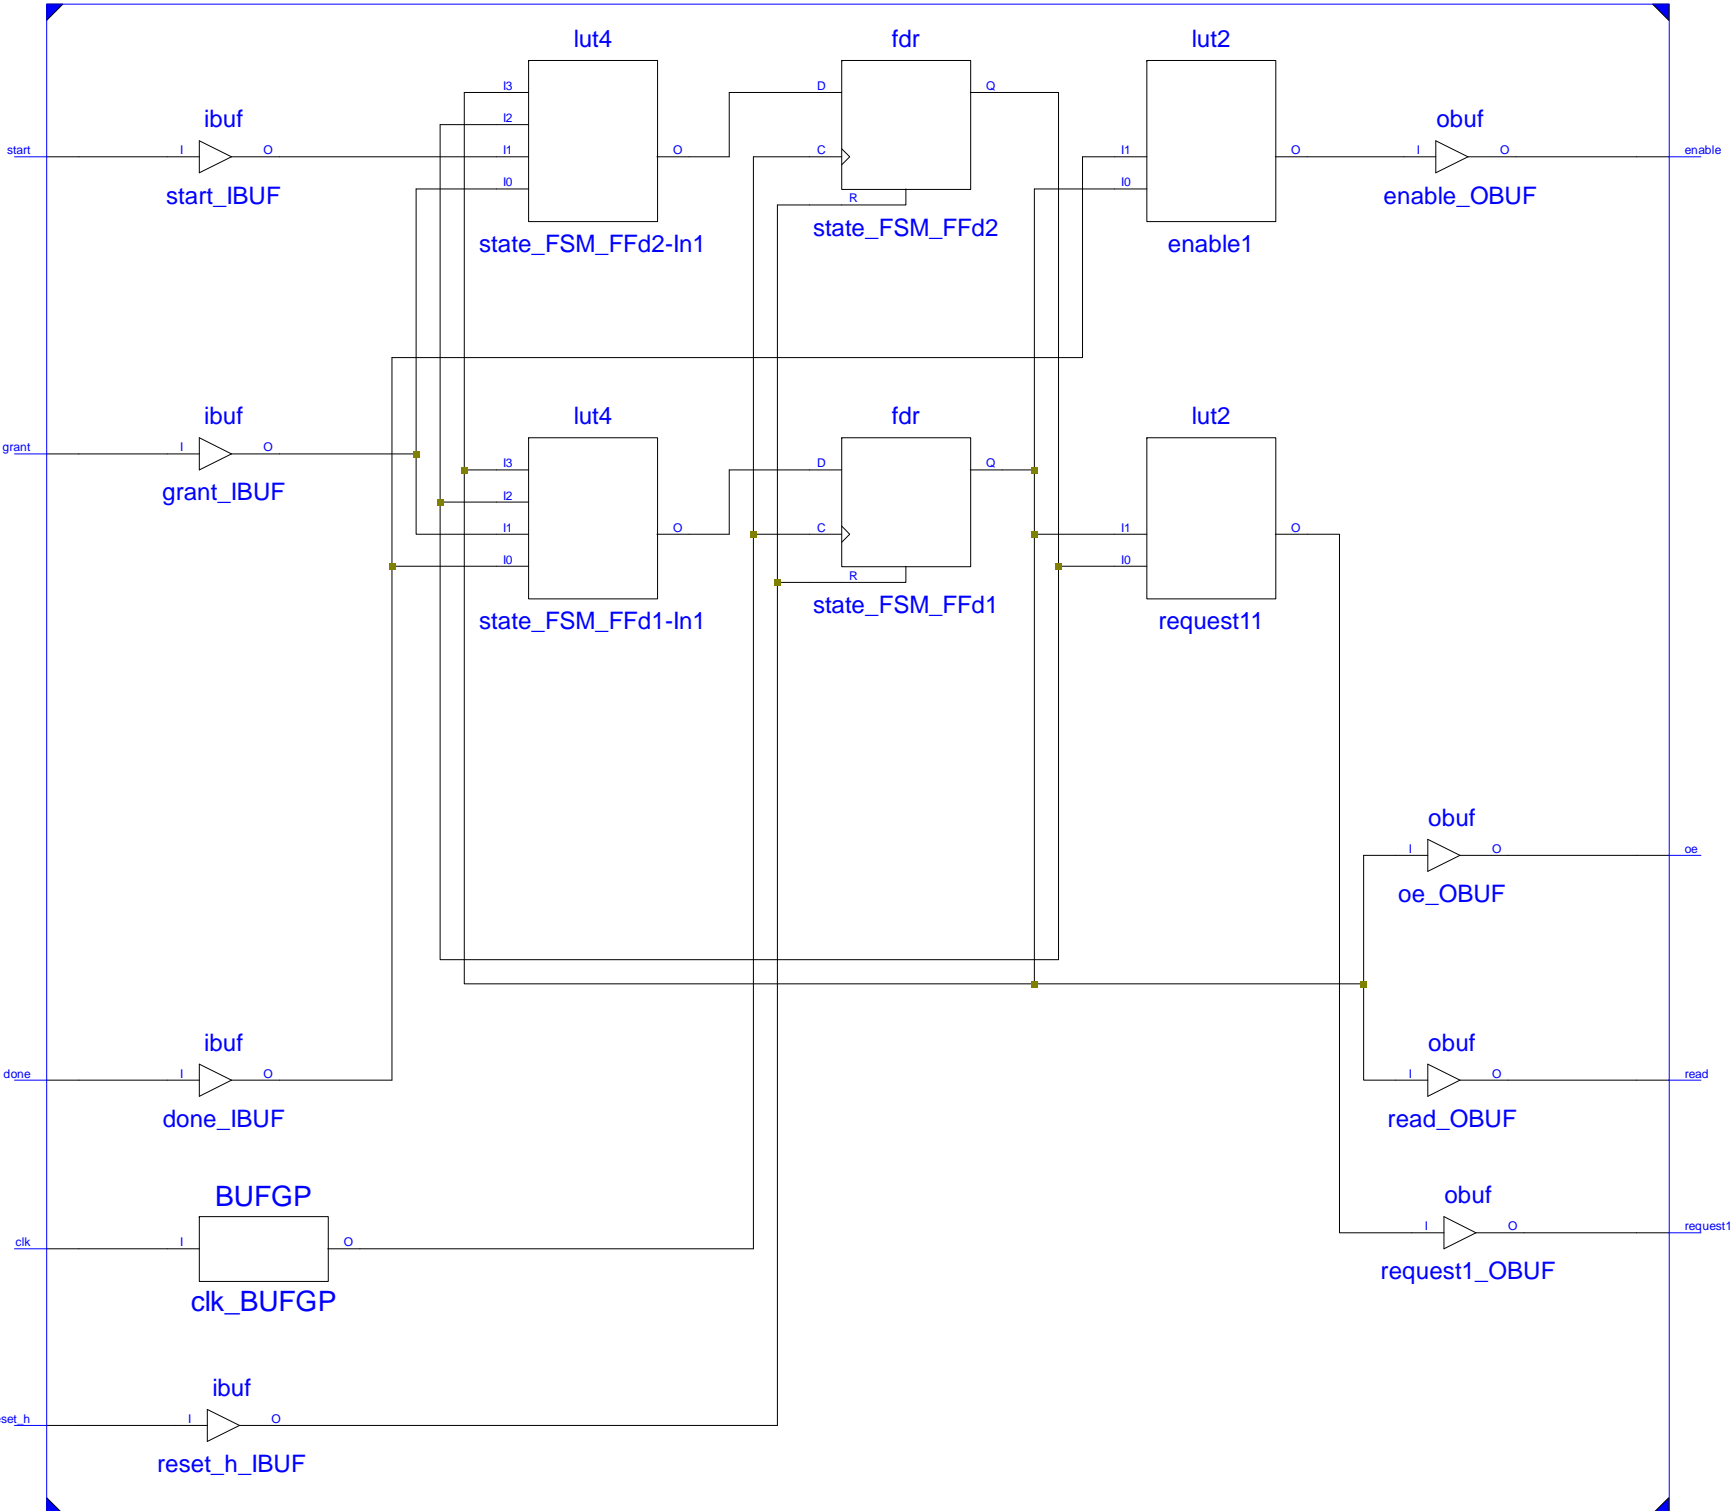 lut4
fdr
lut2
I3
D
Q
ibuf
I2
obuf
start
I
O
I1
O
C
I1
O
I
O
enable
start_IBUF
I0
R
I0
enable_OBUF
state_FSM_FFd2-In1
state_FSM_FFd2
enable1
ibuf
lut4
fdr
lut2
grant
I
O
I3
D
Q
grant_IBUF
I2
I1
O
C
I1
O
I0
R
I0
state_FSM_FFd1-In1
state_FSM_FFd1
request11
obuf
I
O
oe
oe_OBUF
ibuf
obuf
done
I
O
I
O
read
done_IBUF
read_OBUF
BUFGP
obuf
clk
I
O
I
O
request1
clk_BUFGP
request1_OBUF
ibuf
set_h
I
O
reset_h_IBUF